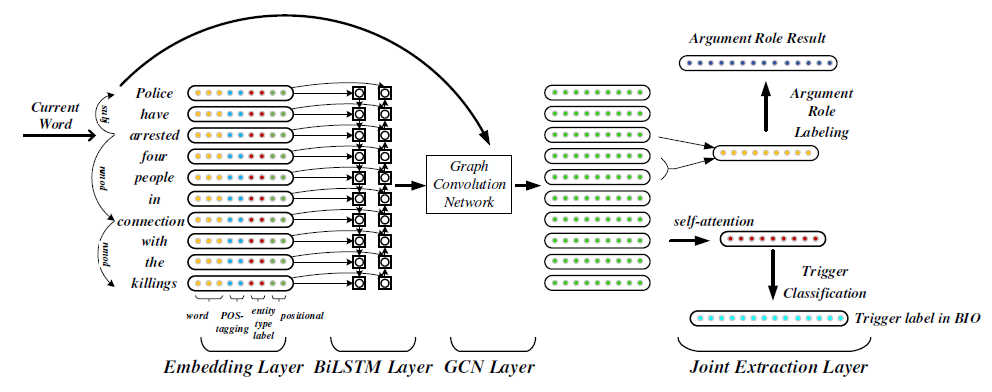 Argument Role Result
Current
Word
Police
have
arrested
four
people
in
connection
with
the
killings
nsubj
nmod
nmod
word
POS-
tagging
entity
type
label
positional
Graph
Convolution
Network
Argument
Role
Labeling
self-attention
Trigger
Classification
Trigger label in BIO
Embedding Layer
BiLSTM Layer
GCN Layer
Joint Extraction Layer